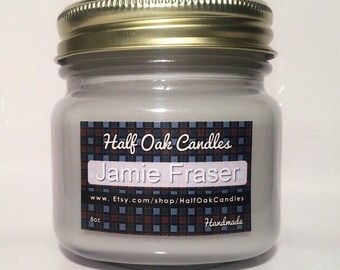 Half Oak Candles
Jamie Fraser
www. Etsy.com/shop/HalfOakCandles
8oz. Handmade